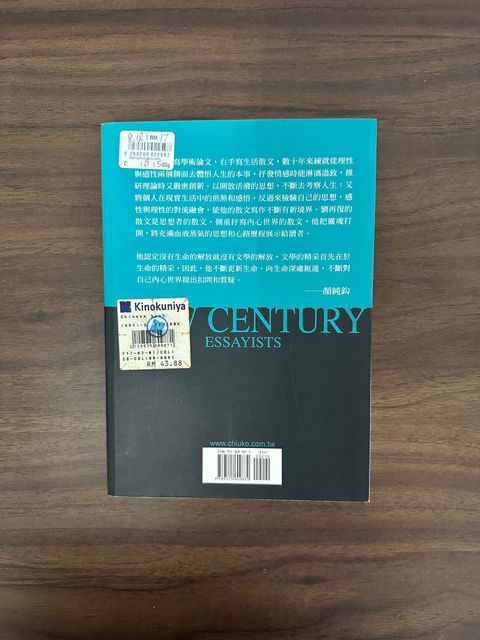 RM 17
寫學術論文，右手寫生活散文，數十年來練就從理性
與感性兩個側面去體悟人生的本事，抒發情感時能淋漓盡致，推
研理論時又嚴密創新。以開放活潑的思想，不斷去考察人生；又
將個人在現實生活中的煎熬和感悟，反過來檢驗自己的思想，感
性與理性的對流融會，使他的散文寫作不斷有新境界。劉再復的
散文是思想者的散文，側重抒寫內心世界的散文，他把靈魂打
開，將充滿血液蒸氣的思想和心路歷程展示給讀者。
他認定沒有生命的解放就沒有文學的解放，文學的精采首先在於
生命的精采，因此，他不斷更新生命，向生命深處挺進，不斷對
自己內心世界提出叩問和質疑。
──顏純鈎
Kinokuniya
Chinese Book
RM 43.88
CENTURY
ESSAYISTS
www.chiuko.com.tw